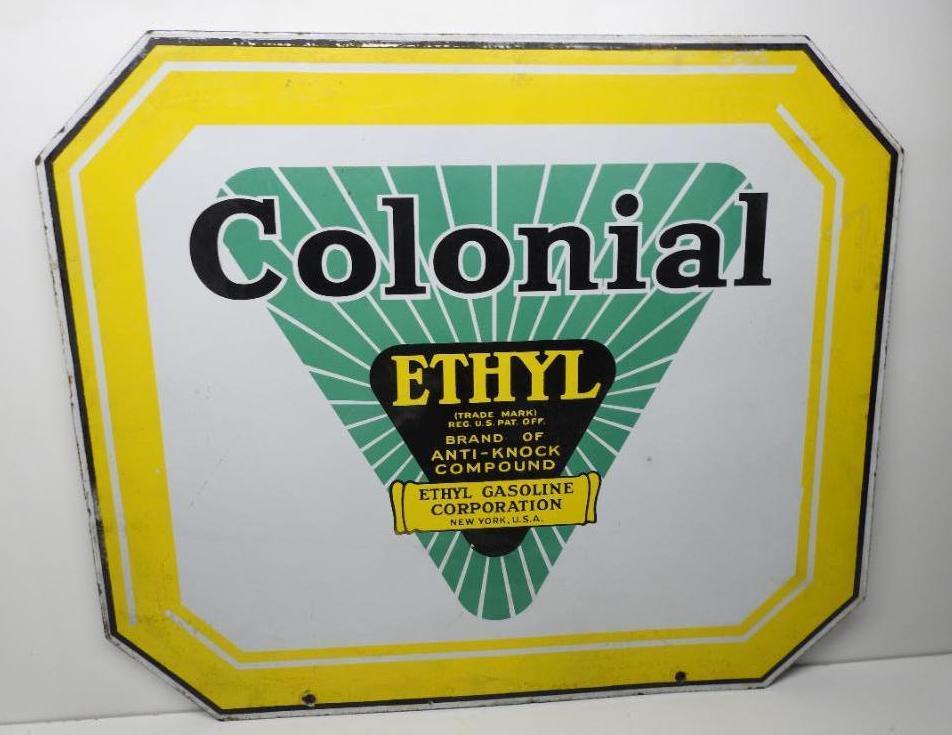 Colonial
ETHYL
(TRADE MARK)
REG. U.S. PAT. OFF.
BRAND OF
ANTI-KNOCK
COMPOUND
ETHYL GASOLINE
CORPORATION
NEW YORK, U.S.A.